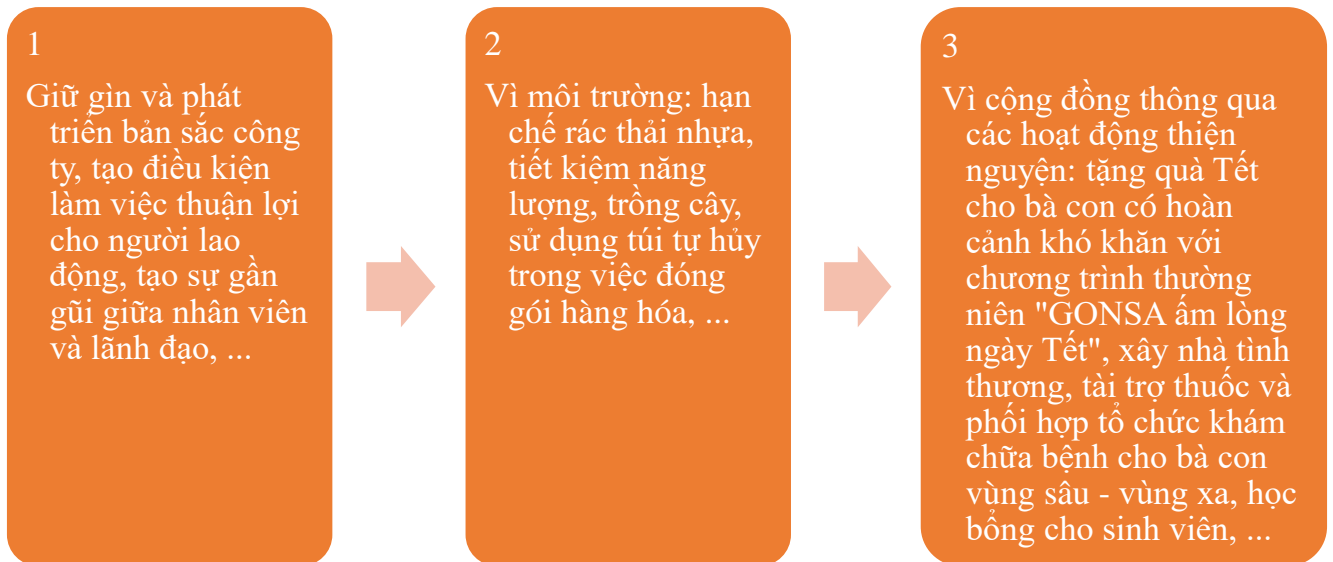 1
Giữ gìn và phát
triển bản sắc công
ty, tạo điều kiện
làm việc thuận lợi
cho người lao
động, tạo sự gần
gũi giữa nhân viên
và lãnh đạo, ...
2
Vì môi trường: hạn
chế rác thải nhựa,
tiết kiệm năng
lượng, trồng cây,
sử dụng túi tự hủy
trong việc đóng
gói hàng hóa, ...
3
Vì cộng đồng thông qua
các hoạt động thiện
nguyện: tặng quà Tết
cho bà con có hoàn
cảnh khó khăn với
chương trình thường
niên "GONSA ấm lòng
ngày Tết", xây nhà tình
thương, tài trợ thuốc và
phối hợp tổ chức khám
chữa bệnh cho bà con
vùng sâu - vùng xa, học
bổng cho sinh viên, ...